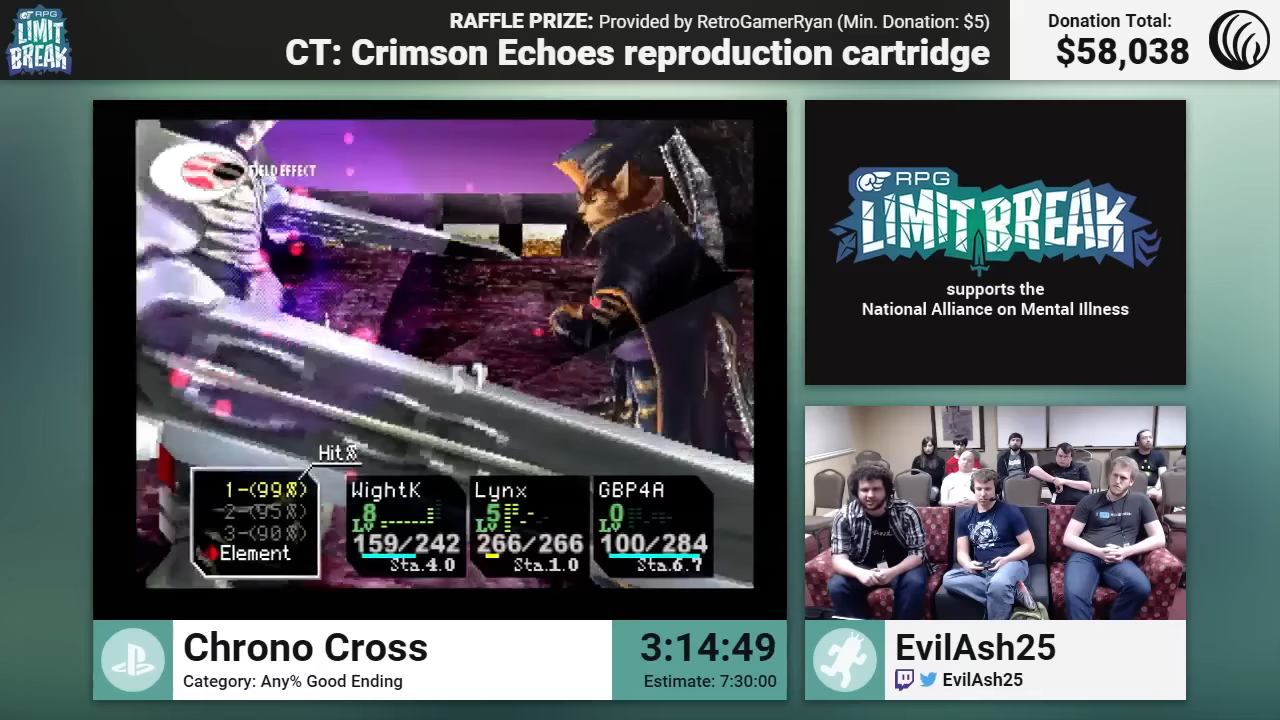 RPG
LIMIT
BREAK
RAFFLE PRIZE: Provided by RetroGamerRyan (Min. Donation: $5)
CT: Crimson Echoes reproduction cartridge
Donation Total:
$58,038
FIELD EFFECT
57
Hit%
1-(99%)
2-(95%)
3-(90%)
Element
WightK
8
LV
159/242
Sta.4.0
Lynx
5
LV
266/266
Sta.1.0
GBP4A
0
LV
100/284
Sta.6.7
RPG
LIMIT BREAK
supports the
National Alliance on Mental Illness
Chrono Cross
Category: Any% Good Ending
3:14:49
Estimate: 7:30:00
EvilAsh25
EvilAsh25